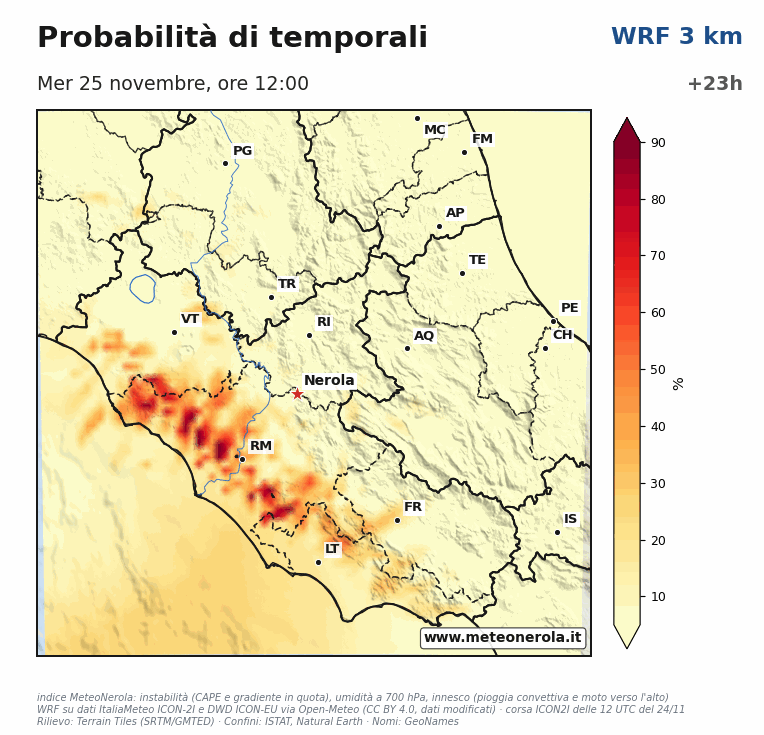 Probabilità di temporali
WRF 3 km
Mer 25 novembre, ore 12:00
+23h
MC
FM
PG
AP
TE
TR
PE
VT
RI
AQ
CH
Nerola
RM
FR
IS
LT
www.meteonerola.it
90
80
70
60
50
40
30
20
10
%
indice MeteoNerola: instabilità (CAPE e gradiente in quota), umidità a 700 hPa, innesco (pioggia convettiva e moto verso l'alto)
WRF su dati ItaliaMeteo ICON-2I e DWD ICON-EU via Open-Meteo (CC BY 4.0, dati modificati) · corsa ICON2I delle 12 UTC del 24/11
Rilievo: Terrain Tiles (SRTM/GMTED) · Confini: ISTAT, Natural Earth · Nomi: GeoNames